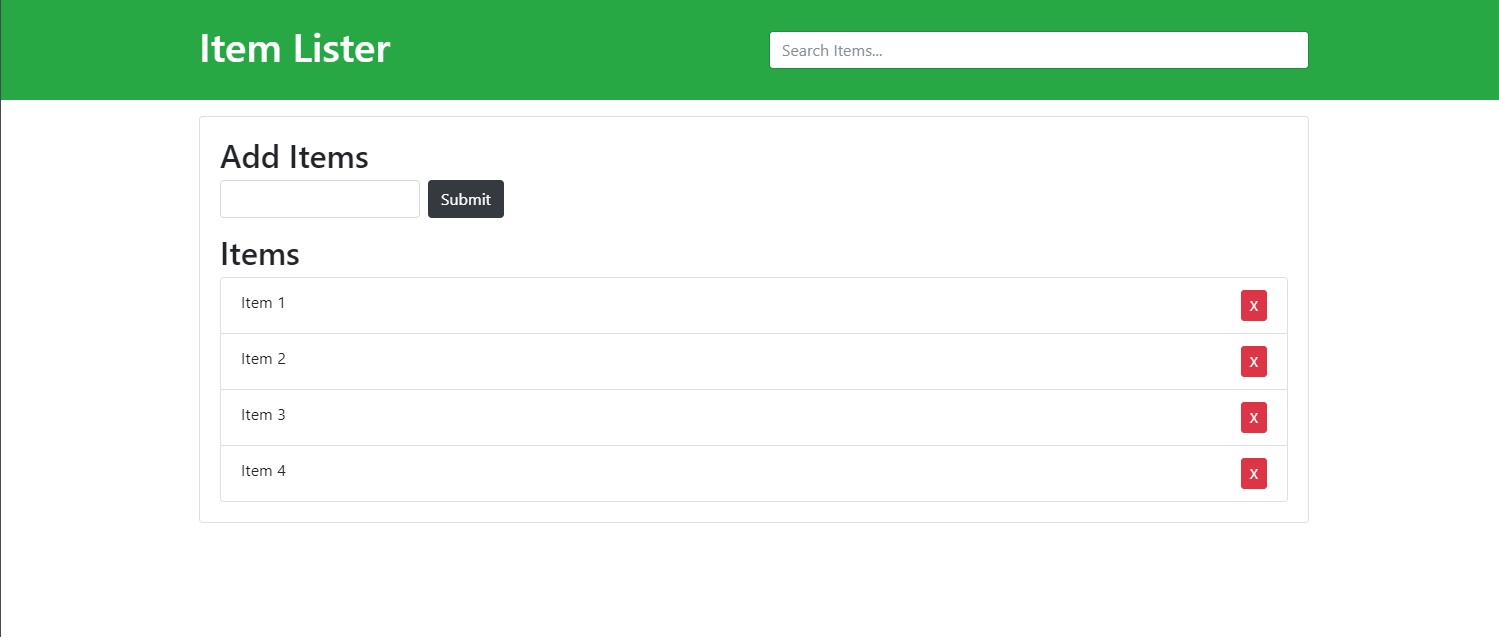 Item Lister
Search Items...
Add Items
Submit
Items
Item 1
X
Item 2
X
Item 3
X
Item 4
X